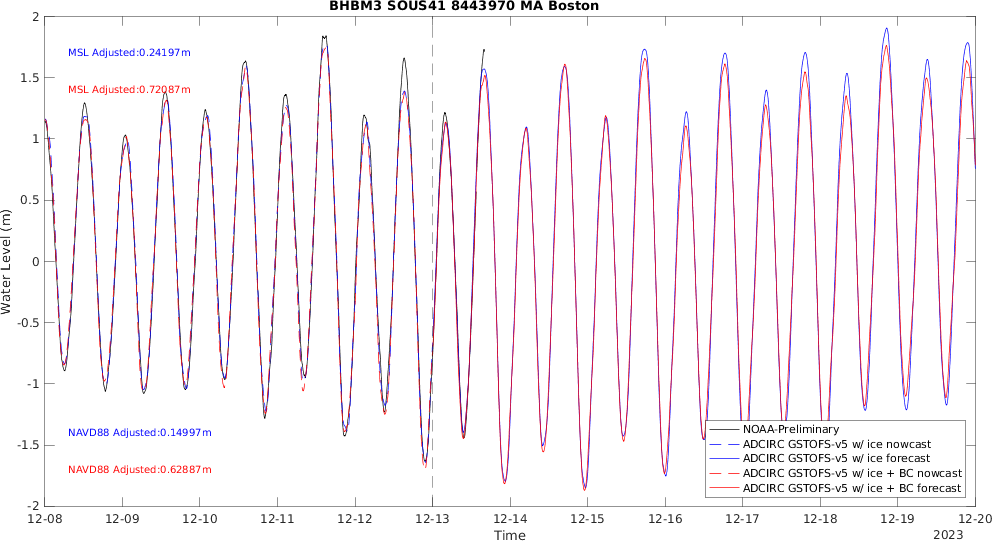 BHBM3 SOUS41 8443970 MA Boston
2
1.5
1
0.5
0
-0.5
-1
-1.5
-2
Water Level (m)
MSL Adjusted:0.24197m
MSL Adjusted:0.72087m
NAVD88 Adjusted:0.14997m
NAVD88 Adjusted:0.62887m
NOAA-Preliminary
ADCIRC GSTOFS-v5 w/ ice nowcast
ADCIRC GSTOFS-v5 w/ ice forecast
ADCIRC GSTOFS-v5 w/ ice + BC nowcast
ADCIRC GSTOFS-v5 w/ ice + BC forecast
12-08 12-09 12-10 12-11 12-12 12-13 12-14 12-15 12-16 12-17 12-18 12-19 12-20
Time
2023